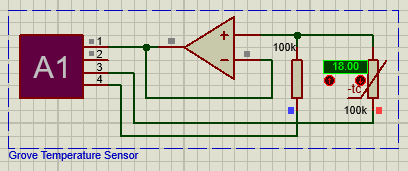 A1
1
2
3
4
+
−
100k
18.00
-tc
100k
Grove Temperature Sensor